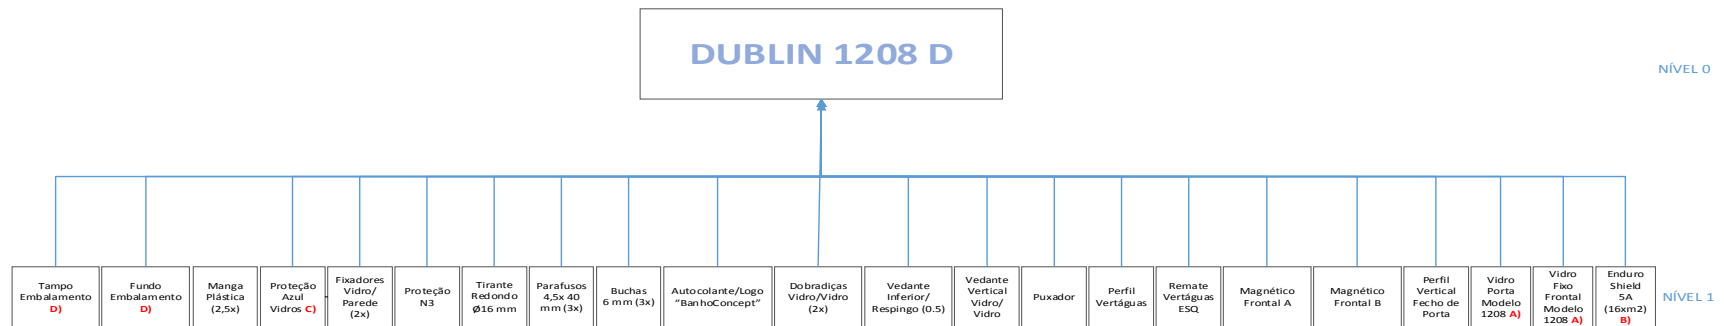 DUBLIN 1208 D
NÍVEL 0
Tampo
Embalamento
D)
Fundo
Embalamento
D)
Manga
Plástica
(2,5x)
Proteção
Azul
Vidros C)
Fixadores
Vidro/
Parede
(2x)
Proteção
N3
Tirante
Redondo
Ø16 mm
Parafusos
4,5x 40
mm (3x)
Buchas
6 mm (3x)
Autocolante/Logo
“BanhoConcept”
Dobradiças
Vidro/Vidro
(2x)
Vedante
Inferior/
Respingo (0.5)
Vedante
Vertical
Vidro/
Vidro
Puxador
Perfil
Vertáguas
Remate
Vertáguas
ESQ
Magnético
Frontal A
Magnético
Frontal B
Perfil
Vertical
Fecho de
Porta
Vidro
Porta
Modelo
1208 A)
Vidro
Fixo
Frontal
Modelo
1208 A)
Enduro
Shield
5A
(16xm2)
B)
NÍVEL 1